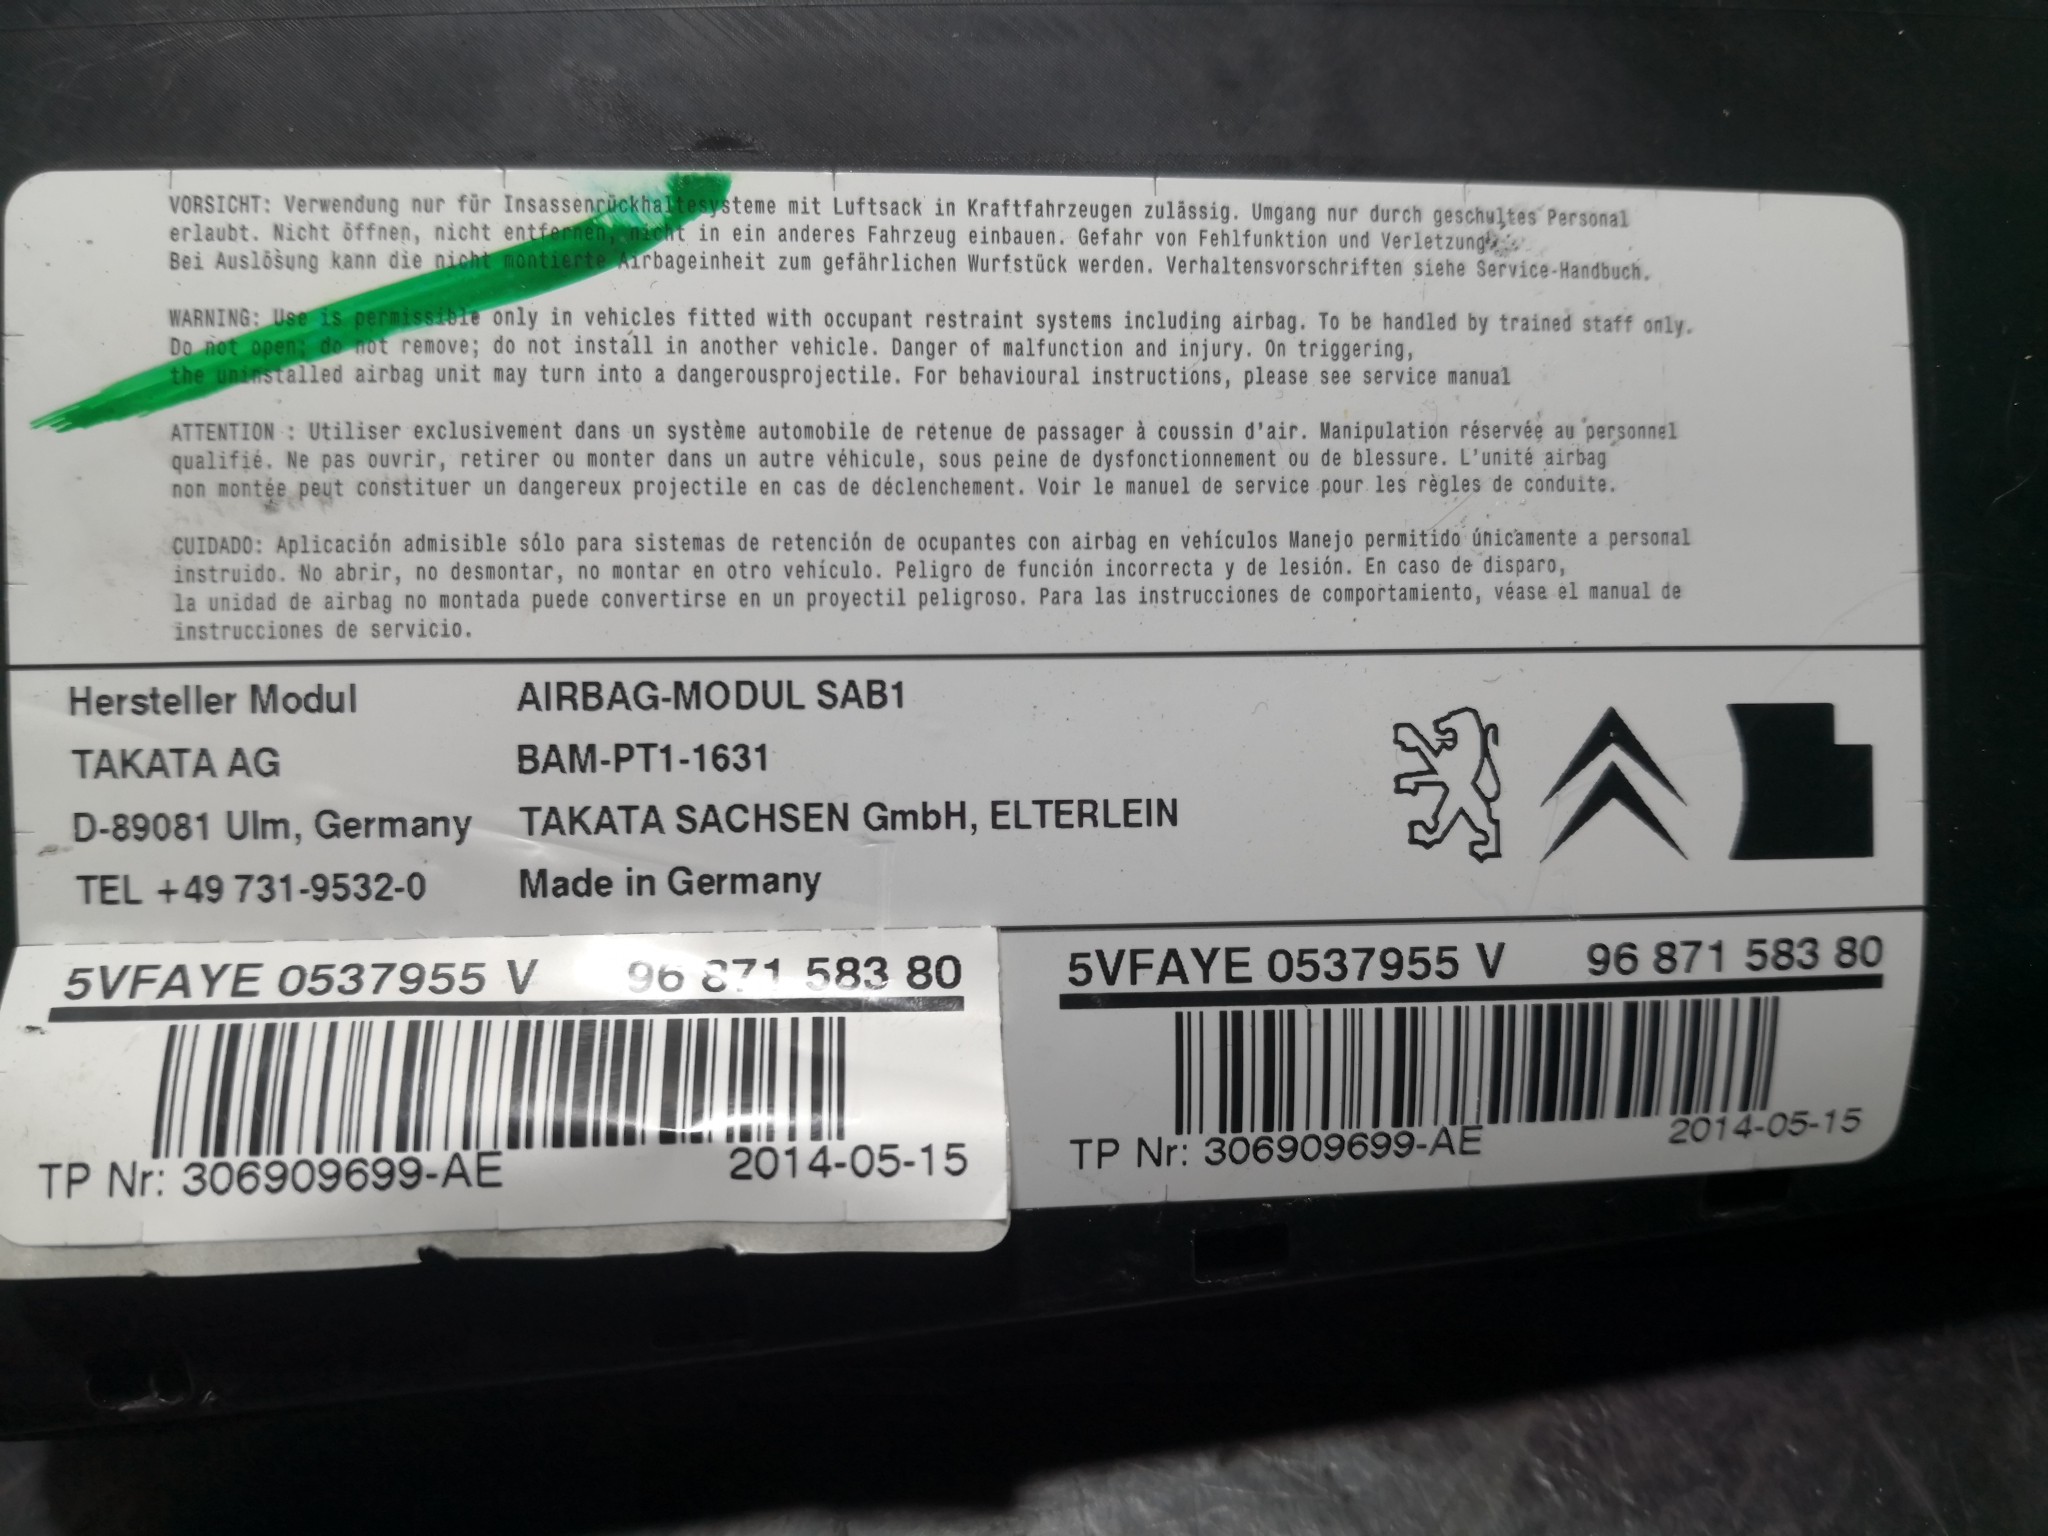 VORSICHT: Verwendung nur für Insassenrückhaltesysteme mit Luftsack in Kraftfahrzeugen zulässig. Umgang nur durch geschultes Personal
erlaubt. Nicht öffnen, nicht entfernen, nicht in ein anderes Fahrzeug einbauen. Gefahr von Fehlfunktion und Verletzung.
Bei Auslösung kann die nicht montierte Airbageinheit zum gefährlichen Wurfstück werden. Verhaltensvorschriften siehe Service-Handbuch.
WARNING: Use is permissible only in vehicles fitted with occupant restraint systems including airbag. To be handled by trained staff only.
Do not open; do not remove; do not install in another vehicle. Danger of malfunction and injury. On triggering,
the uninstalled airbag unit may turn into a dangerousprojectile. For behavioural instructions, please see service manual
ATTENTION : Utiliser exclusivement dans un système automobile de retenue de passager à coussin d'air. Manipulation réservée au personnel
qualifié. Ne pas ouvrir, retirer ou monter dans un autre véhicule, sous peine de dysfonctionnement ou de blessure. L'unité airbag
non montée peut constituer un dangereux projectile en cas de déclenchement. Voir le manuel de service pour les règles de conduite.
CUIDADO: Aplicación admisible sólo para sistemas de retención de ocupantes con airbag en vehículos Manejo permitido únicamente a personal
instruido. No abrir, no desmontar, no montar en otro vehículo. Peligro de función incorrecta y de lesión. En caso de disparo,
la unidad de airbag no montada puede convertirse en un proyectil peligroso. Para las instrucciones de comportamiento, véase el manual de
instrucciones de servicio.
Hersteller Modul AIRBAG-MODUL SAB1
TAKATA AG BAM-PT1-1631
D-89081 Ulm, Germany TAKATA SACHSEN GmbH, ELTERLEIN
TEL +49 731-9532-0 Made in Germany
5VFAYE 0537955 V 96 871 583 80
TP Nr: 306909699-AE 2014-05-15
5VFAYE 0537955 V 96 871 583 80
TP Nr: 306909699-AE 2014-05-15